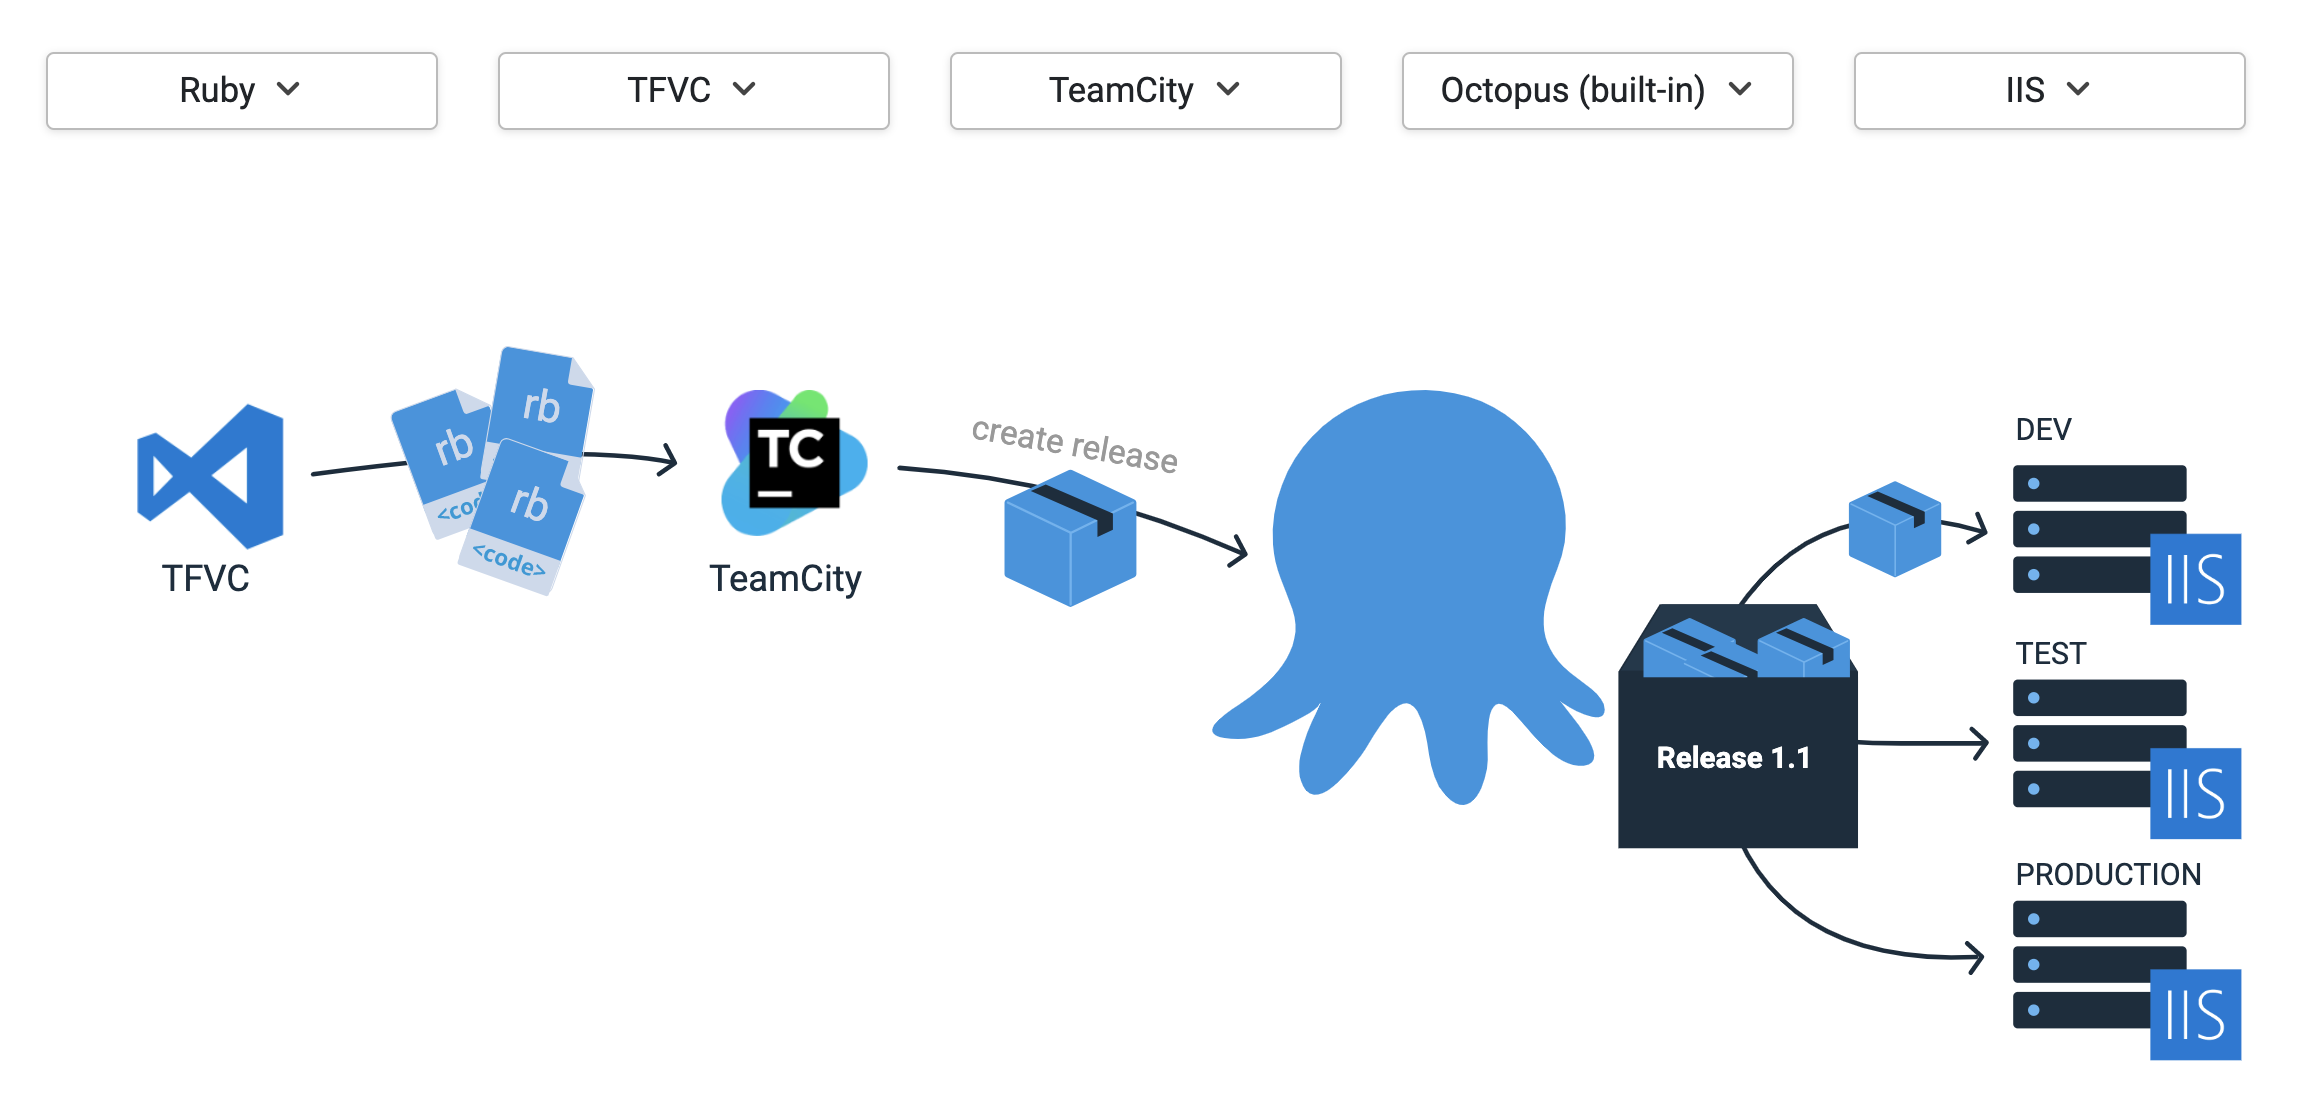 Ruby
TFVC
TeamCity
Octopus (built-in)
IIS
rb
rb
<code>
rb
<code>
TFVC
TC
TeamCity
create release
Release 1.1
DEV
IIS
TEST
IIS
PRODUCTION
IIS